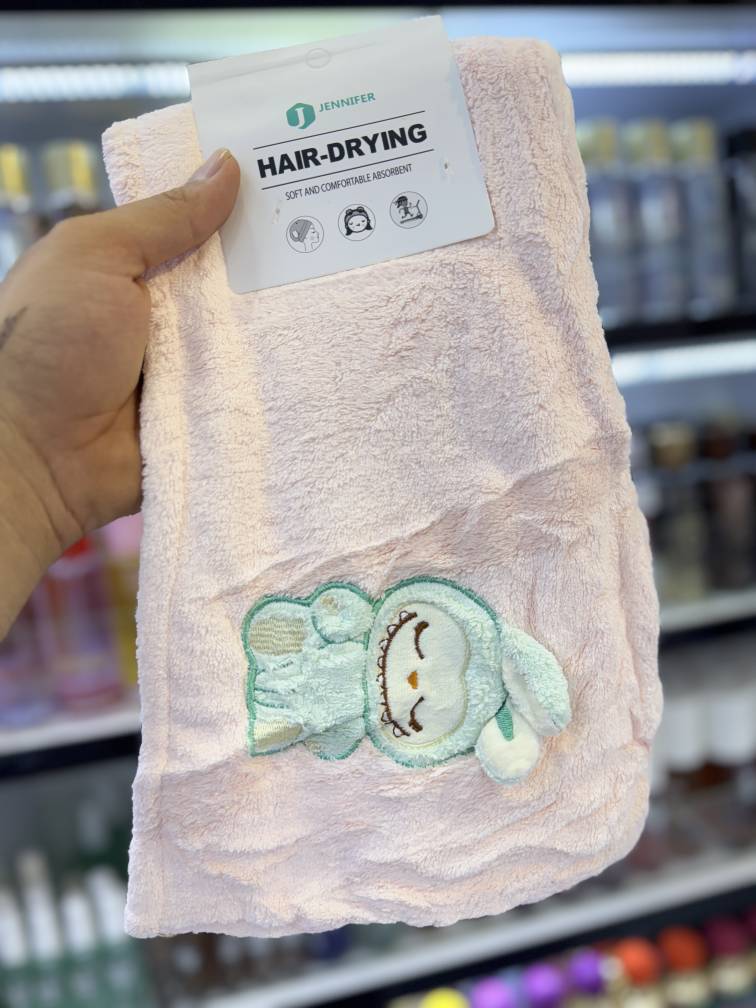 JENNIFER
HAIR-DRYING
SOFT AND COMFORTABLE ABSORBENT